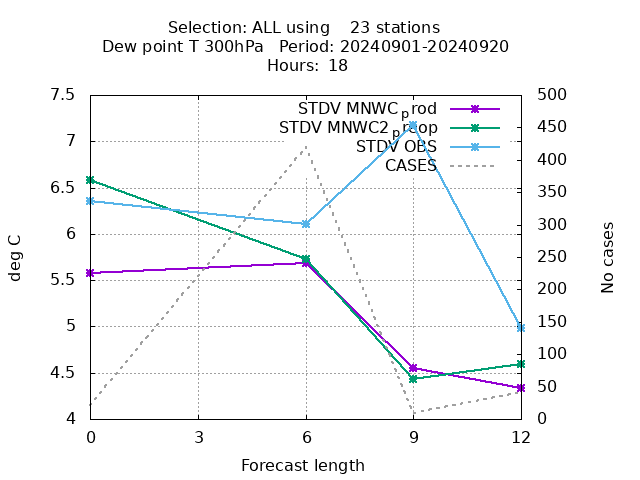 Selection: ALL using 23 stations
Dew point T 300hPa Period: 20240901-20240920
Hours: 18
STDV MNWCprod
STDV MNWC2preop
STDV OBS
CASES
7.5
7
6.5
6
5.5
5
4.5
4
500
450
400
350
300
250
200
150
100
50
0
deg C
No cases
0 3 6 9 12
Forecast length